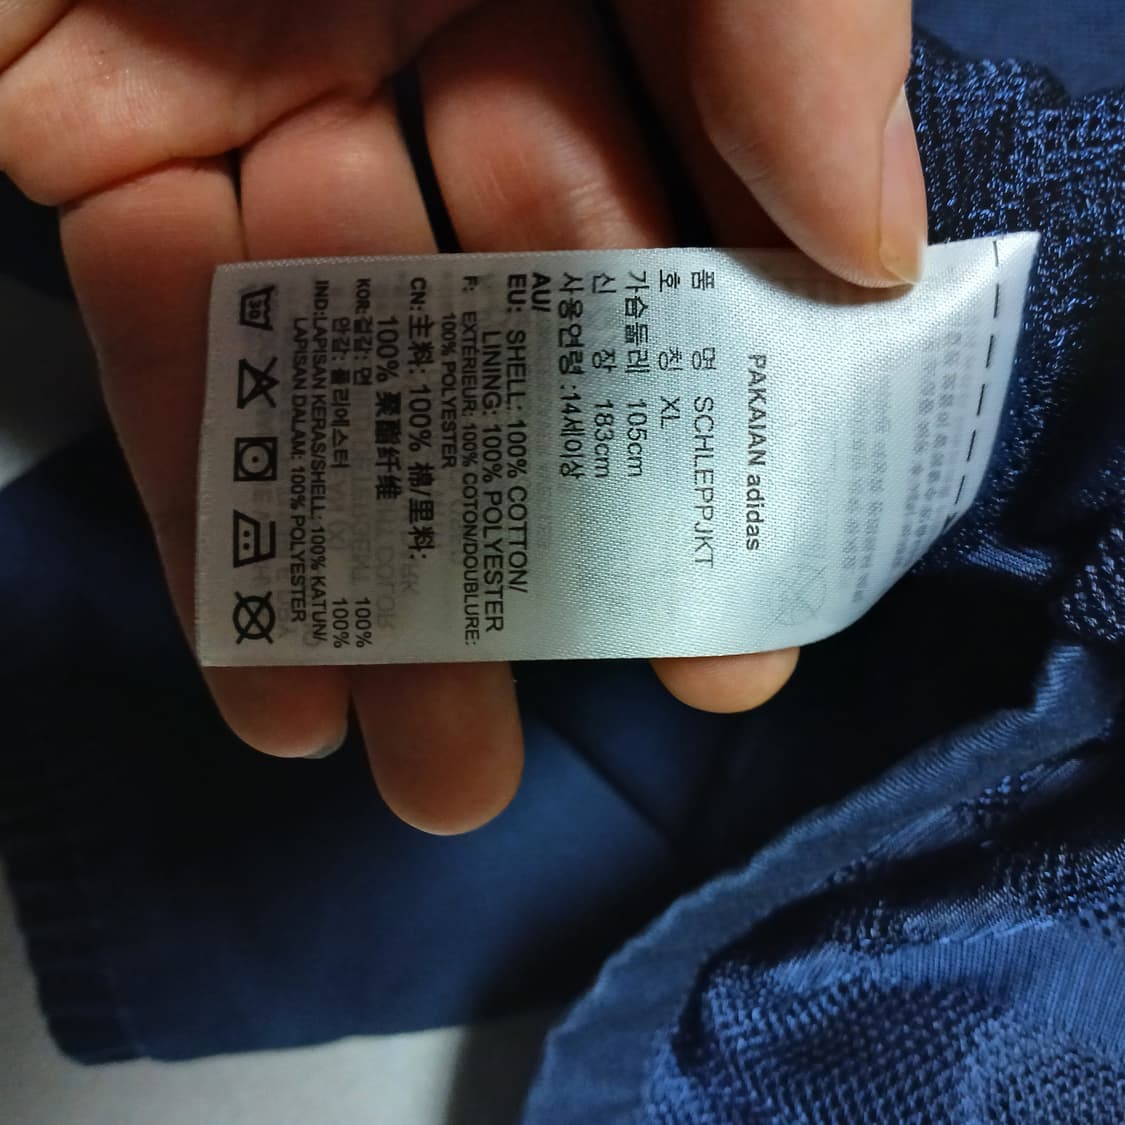 PAKAIAN adidas
품 명 SCHLEPPJKT
호 칭 XL
가슴둘레 105cm
신 장 183cm
사용연령 :14세이상
AU/
EU: SHELL: 100% COTTON/
LINING: 100% POLYESTER
F: EXTÉRIEUR: 100% COTON/DOUBLURE:
100% POLYESTER
CN:主料: 100% 棉/里料:
100% 聚酯纤维
KOR:겉감: 면 100%
안감: 폴리에스터 100%
IND:LAPISAN KERAS/SHELL: 100% KATUN/
LAPISAN DALAM: 100% POLYESTER
30